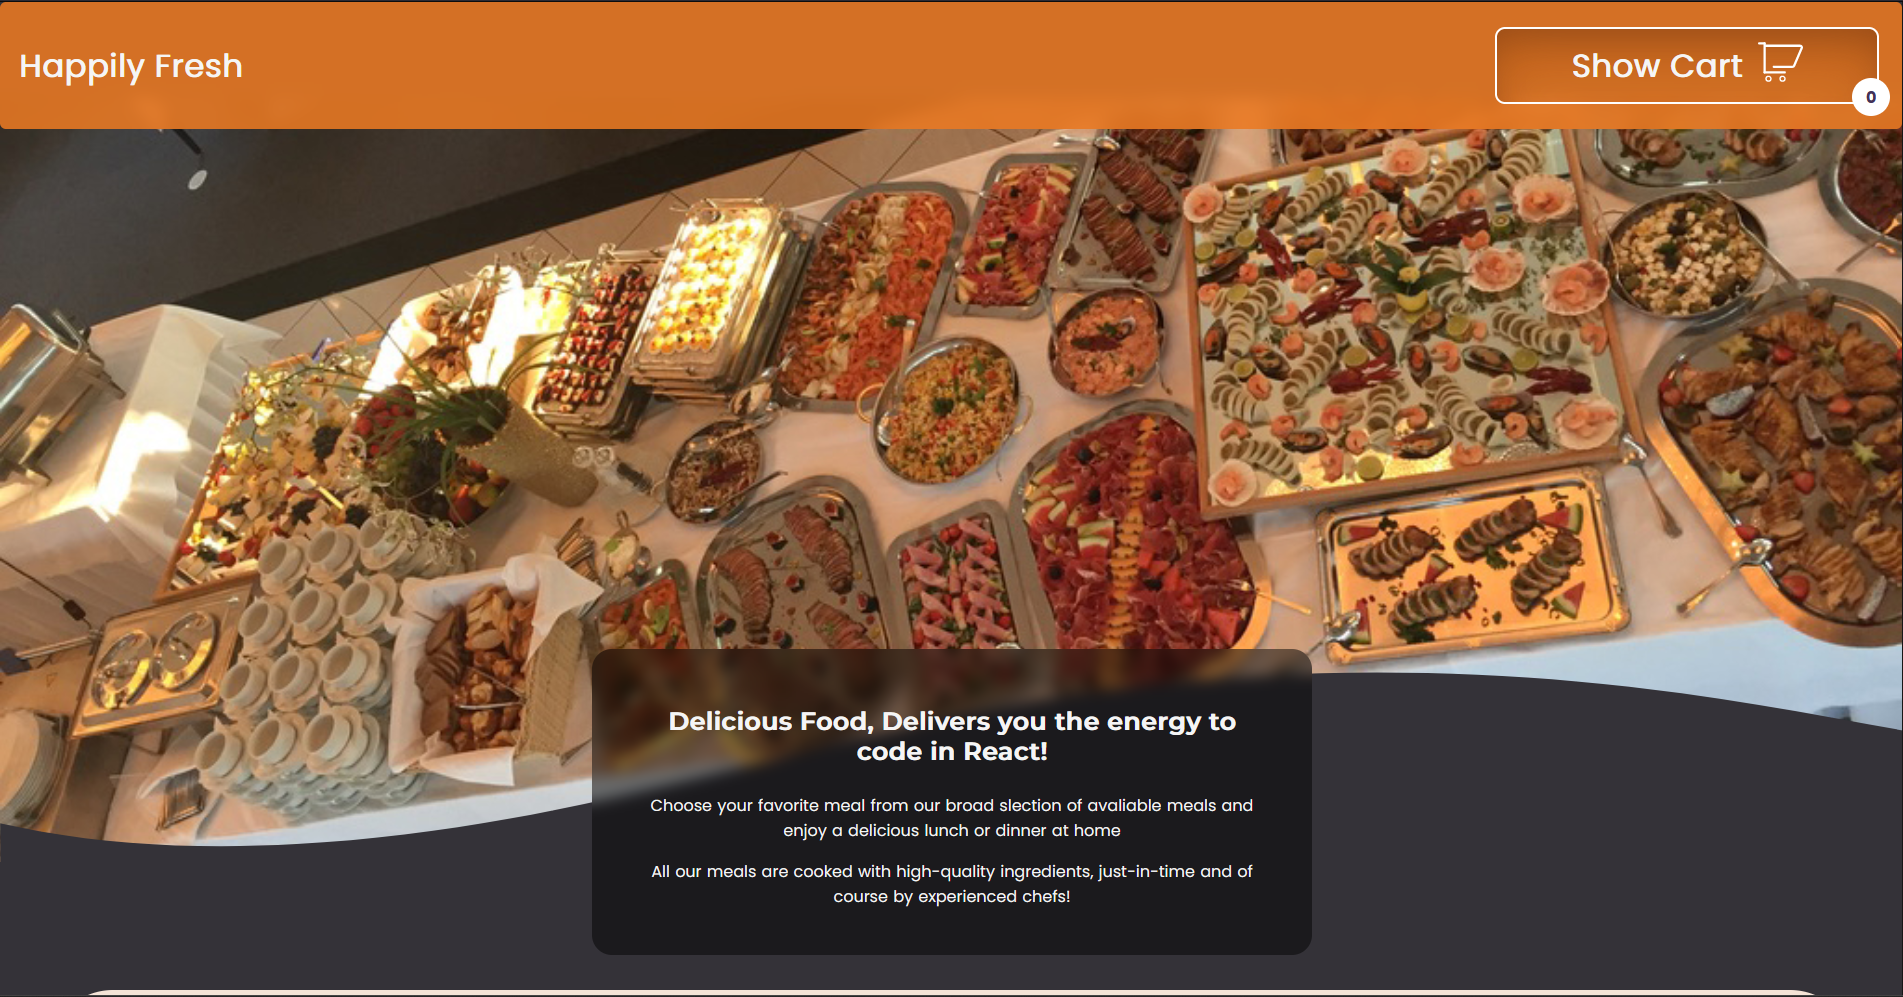 Happily Fresh
Show Cart
0
Delicious Food, Delivers you the energy to
code in React!
Choose your favorite meal from our broad slection of avaliable meals and
enjoy a delicious lunch or dinner at home
All our meals are cooked with high-quality ingredients, just-in-time and of
course by experienced chefs!